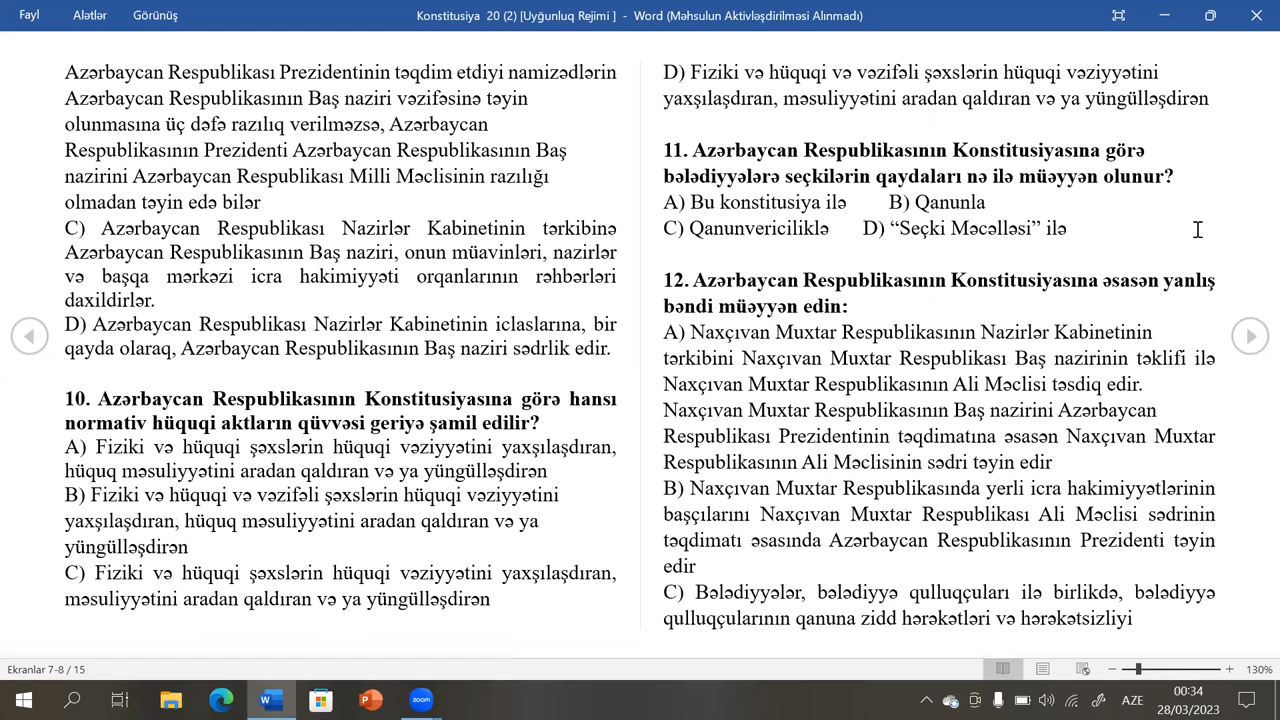 Fayl Alətlər Görünüş Konstitusiya 20 (2) [Uyğunluq Rejimi ] - Word (Məhsulun Aktivləşdirilməsi Alınmadı)
Azərbaycan Respublikası Prezidentinin təqdim etdiyi namizədlərin
Azərbaycan Respublikasının Baş naziri vəzifəsinə təyin
olunmasına üç dəfə razılıq verilməzsə, Azərbaycan
Respublikasının Prezidenti Azərbaycan Respublikasının Baş
nazirini Azərbaycan Respublikası Milli Məclisinin razılığı
olmadan təyin edə bilər
C) Azərbaycan Respublikası Nazirlər Kabinetinin tərkibinə
Azərbaycan Respublikasının Baş naziri, onun müavinləri, nazirlər
və başqa mərkəzi icra hakimiyyəti orqanlarının rəhbərləri
daxildirlər.
D) Azərbaycan Respublikası Nazirlər Kabinetinin iclaslarına, bir
qayda olaraq, Azərbaycan Respublikasının Baş naziri sədrlik edir.
10. Azərbaycan Respublikasının Konstitusiyasına görə hansı
normativ hüquqi aktların qüvvəsi geriyə şamil edilir?
A) Fiziki və hüquqi şəxslərin hüquqi vəziyyətini yaxşılaşdıran,
hüquq məsuliyyətini aradan qaldıran və ya yüngülləşdirən
B) Fiziki və hüquqi və vəzifəli şəxslərin hüquqi vəziyyətini
yaxşılaşdıran, hüquq məsuliyyətini aradan qaldıran və ya
yüngülləşdirən
C) Fiziki və hüquqi şəxslərin hüquqi vəziyyətini yaxşılaşdıran,
məsuliyyətini aradan qaldıran və ya yüngülləşdirən
D) Fiziki və hüquqi və vəzifəli şəxslərin hüquqi vəziyyətini
yaxşılaşdıran, məsuliyyətini aradan qaldıran və ya yüngülləşdirən
11. Azərbaycan Respublikasının Konstitusiyasına görə
bələdiyyələrə seçkilərin qaydaları nə ilə müəyyən olunur?
A) Bu konstitusiya ilə B) Qanunla
C) Qanunvericiliklə D) “Seçki Məcəlləsi” ilə
12. Azərbaycan Respublikasının Konstitusiyasına əsasən yanlış
bəndi müəyyən edin:
A) Naxçıvan Muxtar Respublikasının Nazirlər Kabinetinin
tərkibini Naxçıvan Muxtar Respublikası Baş nazirinin təklifi ilə
Naxçıvan Muxtar Respublikasının Ali Məclisi təsdiq edir.
Naxçıvan Muxtar Respublikasının Baş nazirini Azərbaycan
Respublikası Prezidentinin təqdimatına əsasən Naxçıvan Muxtar
Respublikasının Ali Məclisinin sədri təyin edir
B) Naxçıvan Muxtar Respublikasında yerli icra hakimiyyətlərinin
başçılarını Naxçıvan Muxtar Respublikası Ali Məclisi sədrinin
təqdimatı əsasında Azərbaycan Respublikasının Prezidenti təyin
edir
C) Bələdiyyələr, bələdiyyə qulluqçuları ilə birlikdə, bələdiyyə
qulluqçularının qanuna zidd hərəkətləri və hərəkətsizliyi
Ekranlar 7-8 / 15 130%
zoom AZE 00:34
28/03/2023